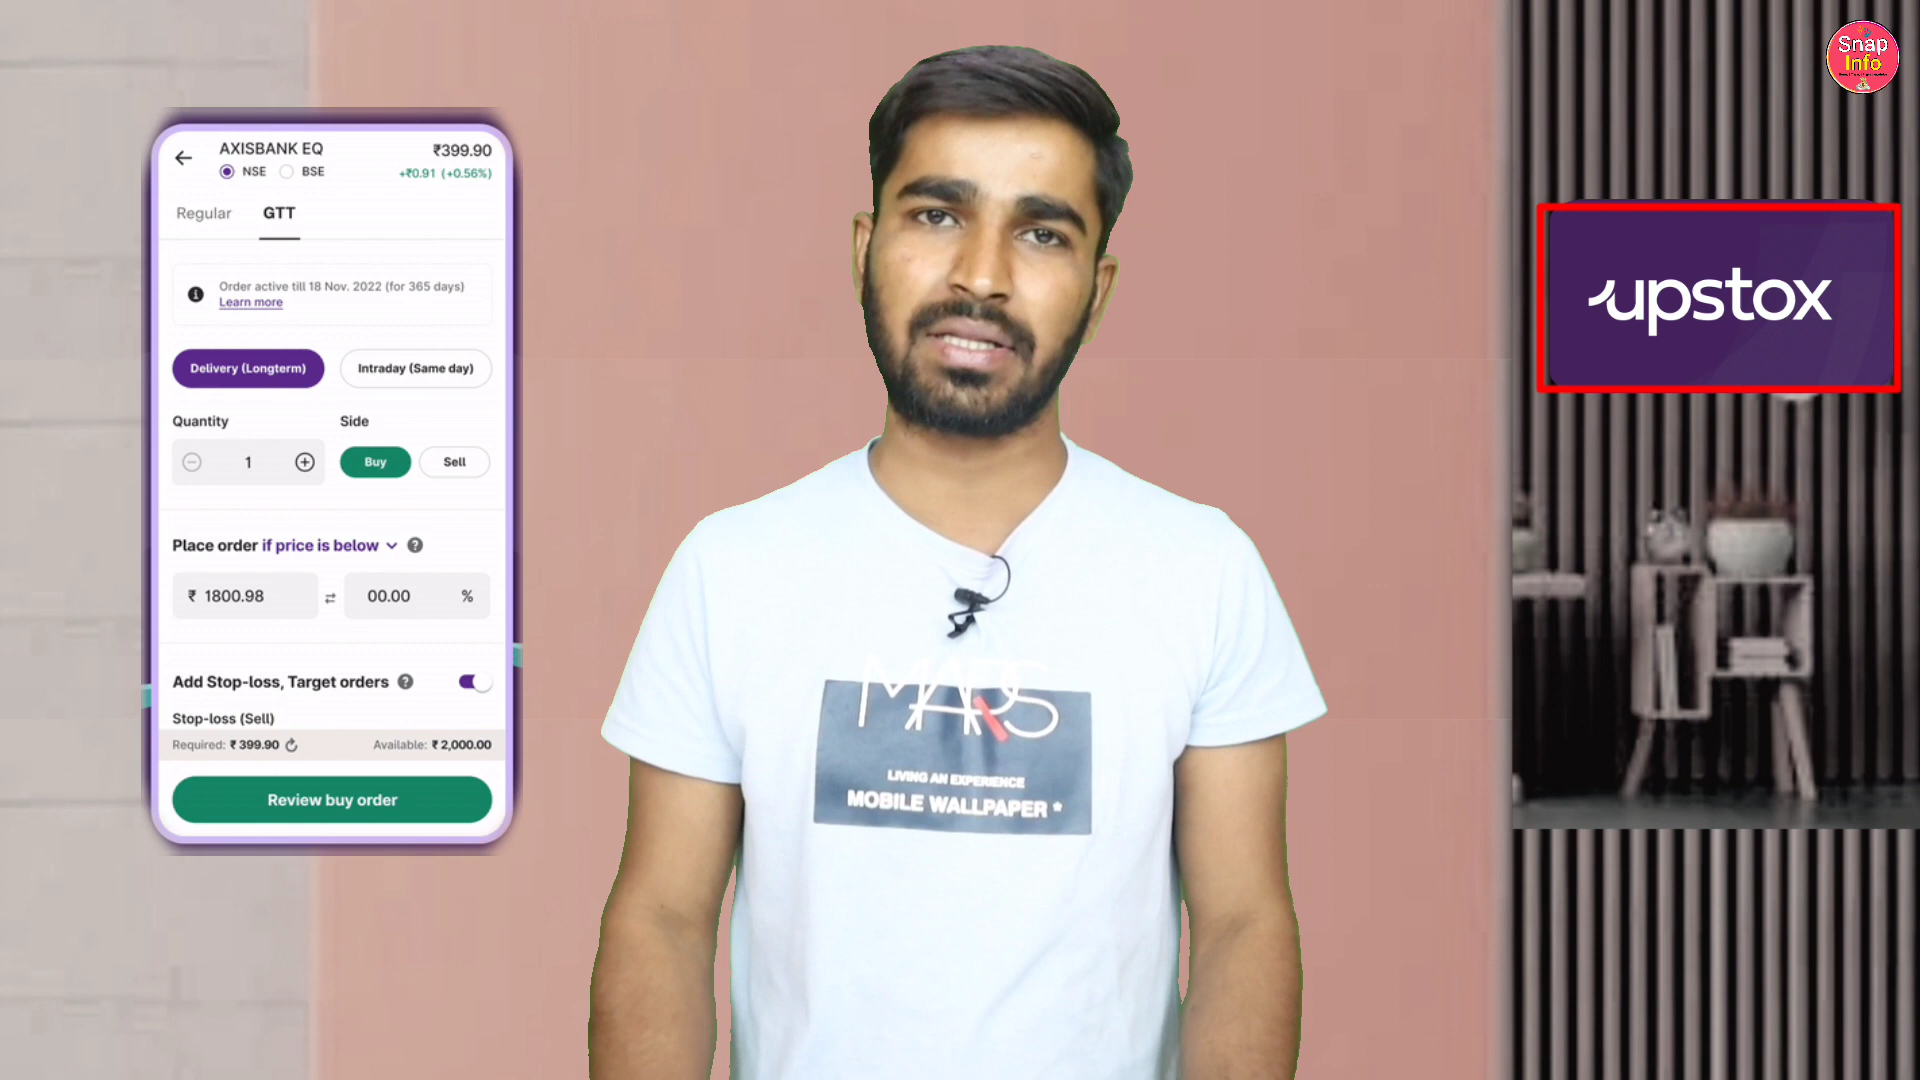 Snap
Info
AXISBANK EQ
₹399.90
NSE
BSE
+₹0.91 (+0.56%)
Regular
GTT
Order active till 18 Nov. 2022 (for 365 days)
Learn more
Delivery (Longterm)
Intraday (Same day)
Quantity
Side
1
Buy
Sell
Place order if price is below
₹ 1800.98
00.00 %
Add Stop-loss, Target orders
Stop-loss (Sell)
Required: ₹ 399.90
Available: ₹ 2,000.00
Review buy order
upstox
MARS
LIVING AN EXPERIENCE
MOBILE WALLPAPER *